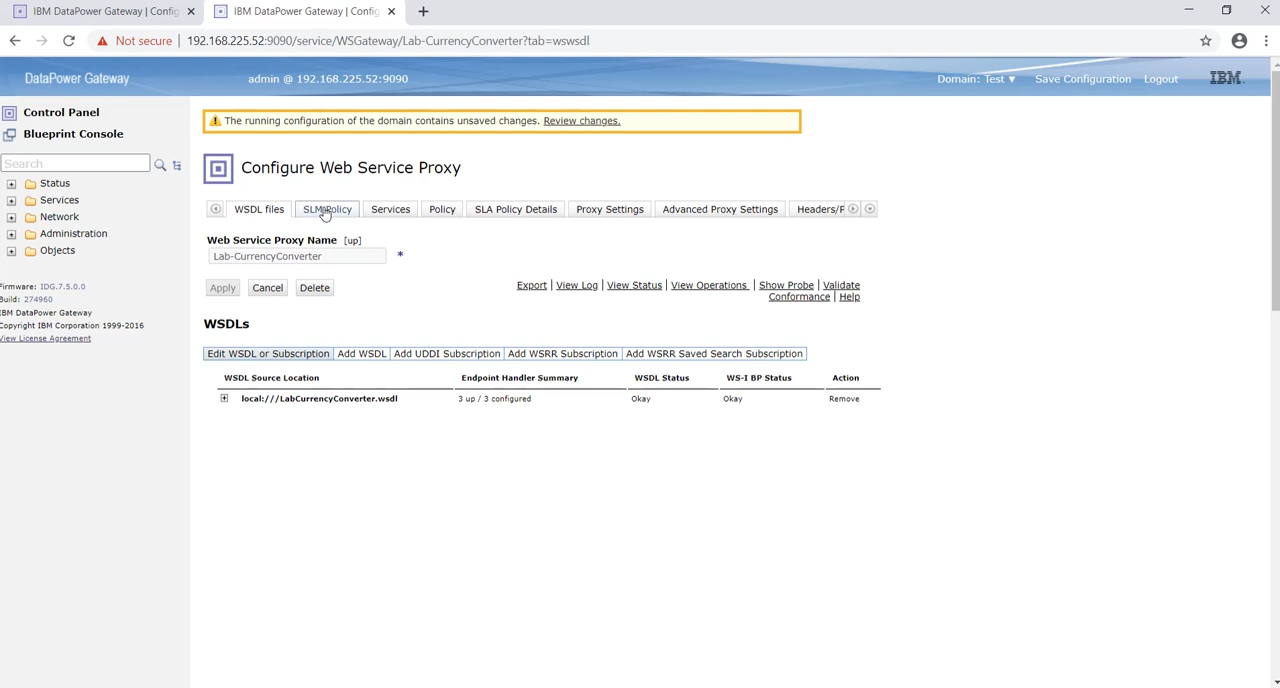 IBM DataPower Gateway | Config
IBM DataPower Gateway | Config
Not secure | 192.168.225.52:9090/service/WSGateway/Lab-CurrencyConverter?tab=wswsdl
DataPower Gateway
admin @ 192.168.225.52:9090
Domain: Test ▼
Save Configuration
Logout
IBM
Control Panel
Blueprint Console
Search
Status
Services
Network
Administration
Objects
Firmware: IDG.7.5.0.0
Build: 274960
IBM DataPower Gateway
Copyright IBM Corporation 1999-2016
View License Agreement
The running configuration of the domain contains unsaved changes. Review changes.
Configure Web Service Proxy
WSDL files
SLM Policy
Services
Policy
SLA Policy Details
Proxy Settings
Advanced Proxy Settings
Headers/P
Web Service Proxy Name [up]
Lab-CurrencyConverter *
Apply
Cancel
Delete
Export | View Log | View Status | View Operations | Show Probe | Validate
Conformance | Help
WSDLs
Edit WSDL or Subscription
Add WSDL
Add UDDI Subscription
Add WSRR Subscription
Add WSRR Saved Search Subscription
WSDL Source Location Endpoint Handler Summary WSDL Status WS-I BP Status Action
local:///LabCurrencyConverter.wsdl 3 up / 3 configured Okay Okay Remove